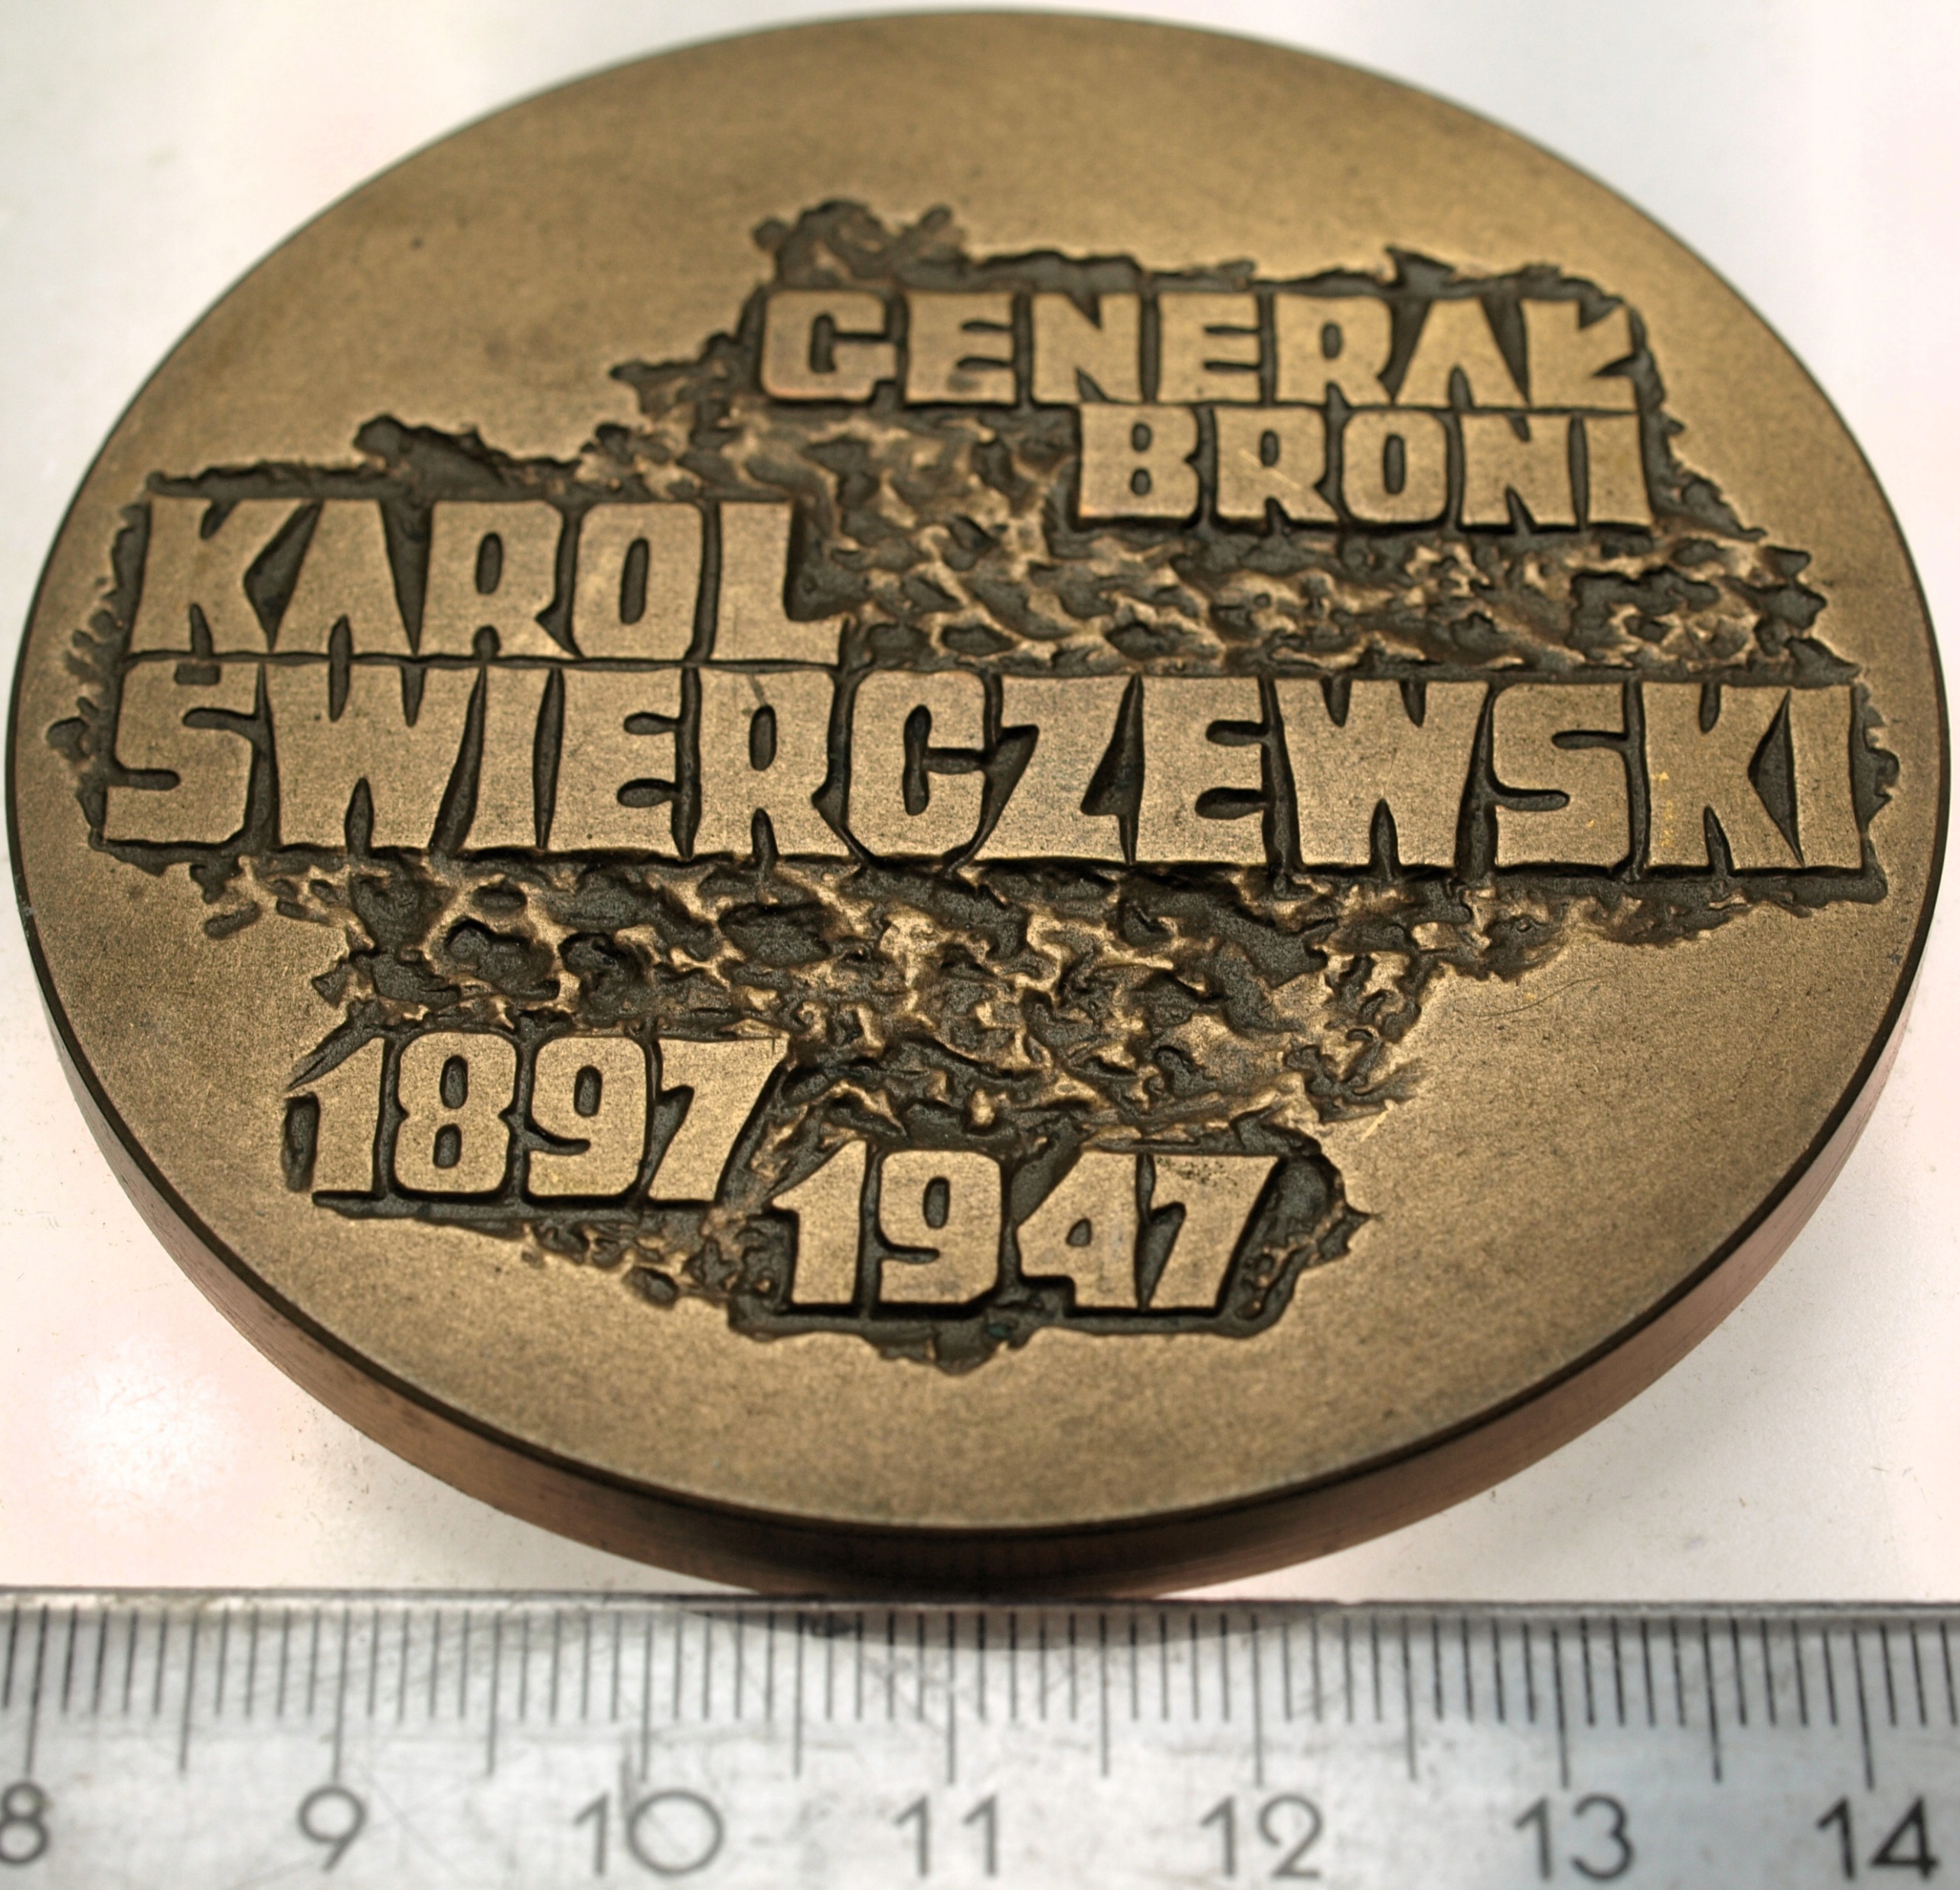 GENERAŁ
BRONI
KAROL
ŚWIERCZEWSKI
1897
1947
8 9 10 11 12 13 14